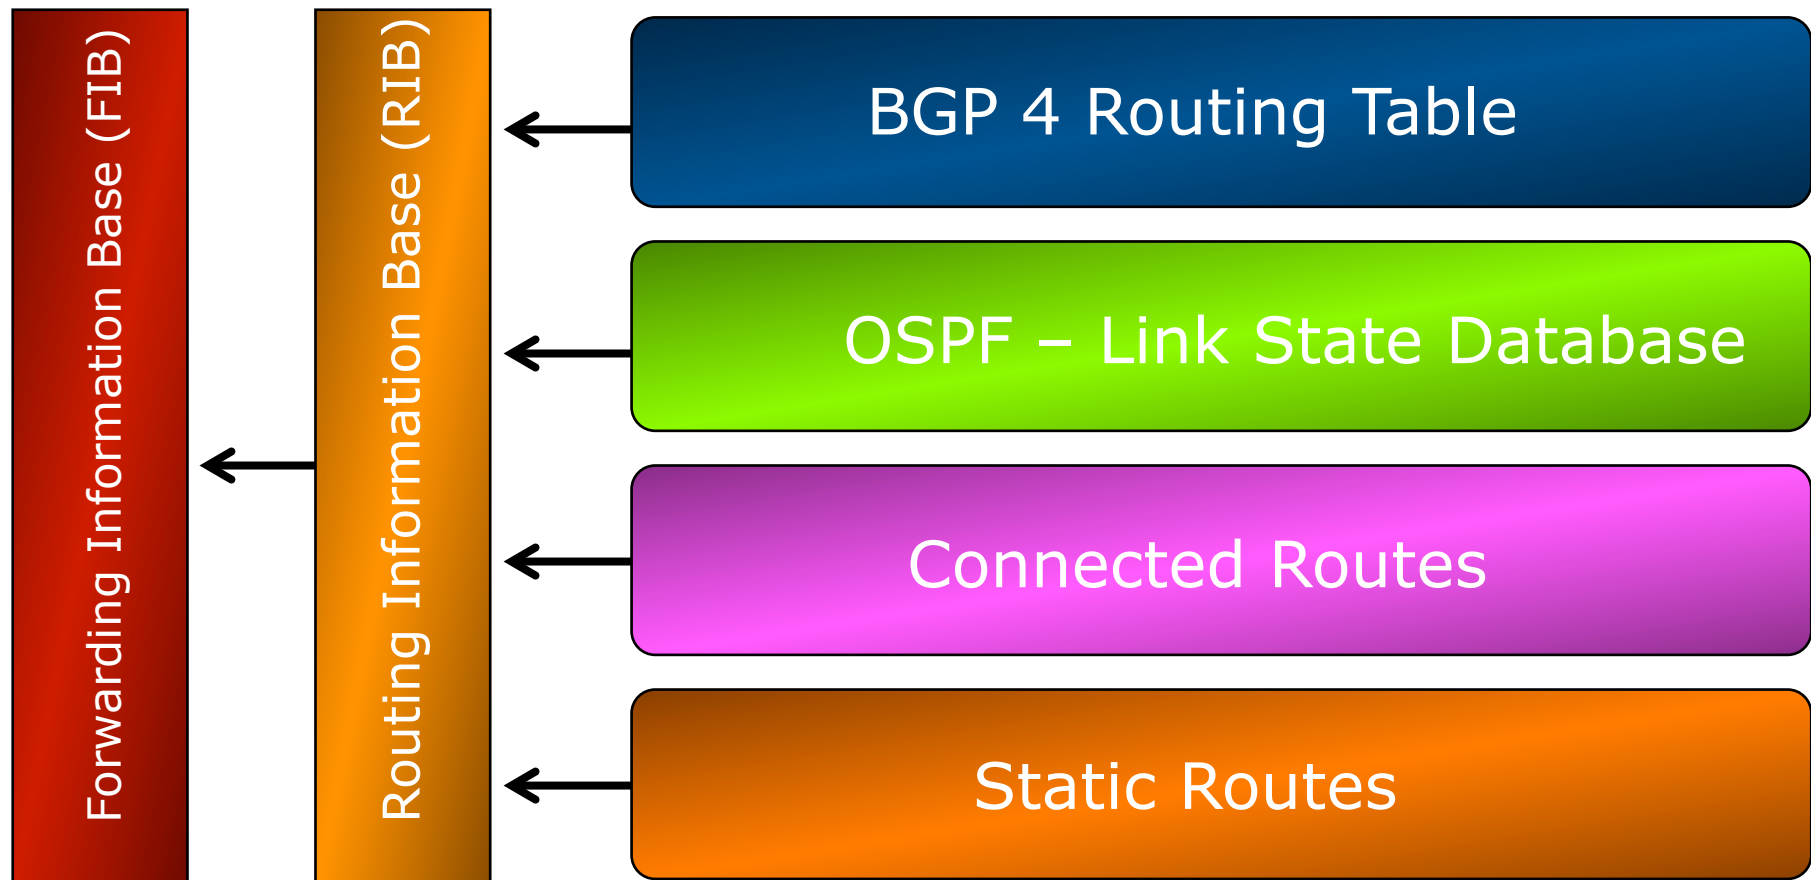 Forwarding Information Base (FIB)
Routing Information Base (RIB)
BGP 4 Routing Table
OSPF – Link State Database
Connected Routes
Static Routes